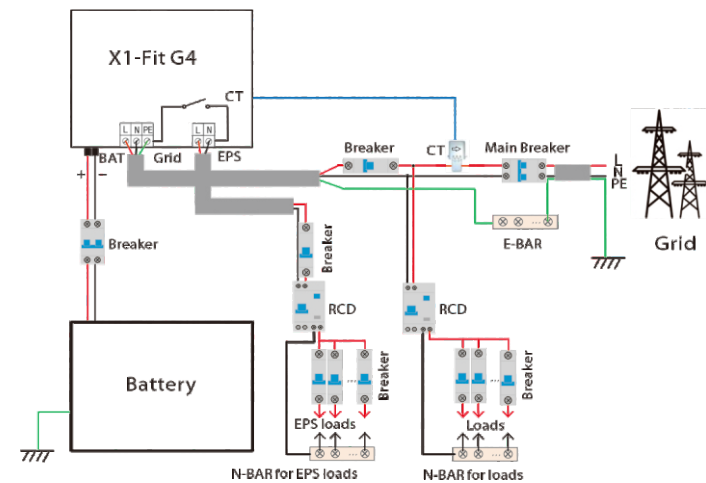 X1-Fit G4
CT
L N PE
L N
BAT
Grid
EPS
+
−
Breaker
CT
Main Breaker
L
N
PE
Grid
E-BAR
Breaker
Breaker
RCD
RCD
Battery
...
Breaker
...
Breaker
EPS loads
Loads
...
...
N-BAR for EPS loads
N-BAR for loads